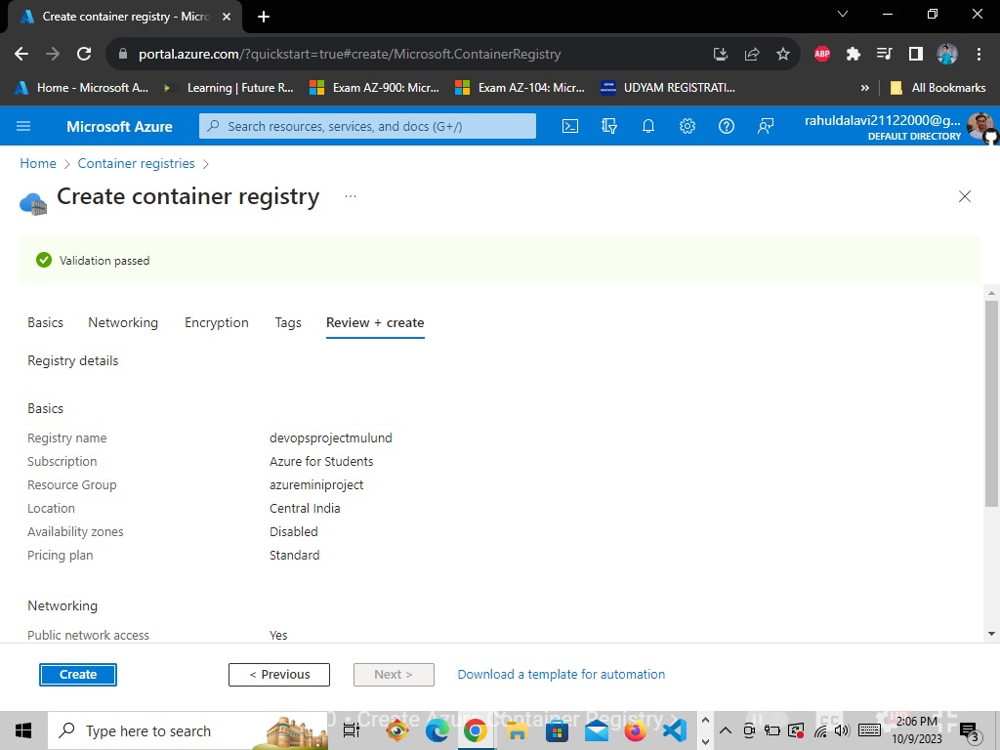 Create container registry - Micro
portal.azure.com/?quickstart=true#create/Microsoft.ContainerRegistry
ABP
Home - Microsoft A...
Learning | Future R...
Exam AZ-900: Micr...
Exam AZ-104: Micr...
UDYAM REGISTRATI...
»
All Bookmarks
Microsoft Azure
Search resources, services, and docs (G+/)
rahuldalavi21122000@g...
DEFAULT DIRECTORY
Home > Container registries >
Create container registry ...
Validation passed
Basics Networking Encryption Tags Review + create
Registry details
Basics
Registry name devopsprojectmulund
Subscription Azure for Students
Resource Group azureminiproject
Location Central India
Availability zones Disabled
Pricing plan Standard
Networking
Public network access Yes
Create < Previous Next > Download a template for automation
Type here to search
• Create Azure Container Registry >
CC
2:06 PM
10/9/2023
3